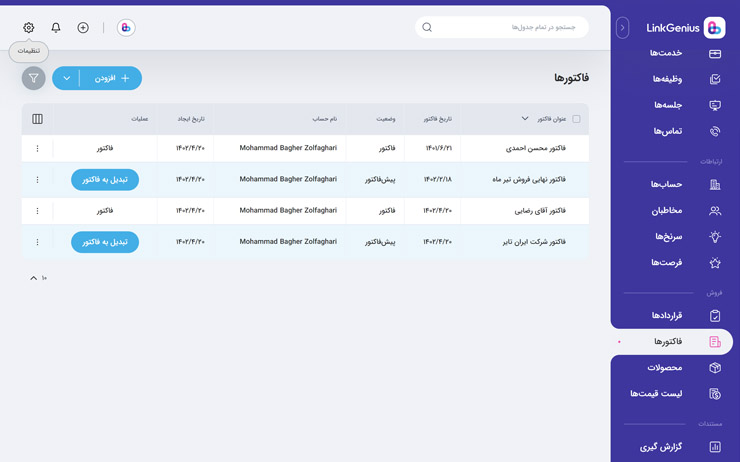 LinkGenius
خدمت‌ها
وظیفه‌ها
جلسه‌ها
تماس‌ها
ارتباطات
حساب‌ها
مخاطبان
سرنخ‌ها
فرصت‌ها
فروش
قراردادها
فاکتورها
محصولات
لیست قیمت‌ها
مستندات
گزارش گیری
جستجو در تمام جدول‌ها
تنظیمات
فاکتورها
افزودن
عنوان فاکتور تاریخ فاکتور وضعیت نام حساب تاریخ ایجاد عملیات
فاکتور محسن احمدی ۱۴۰۱/۶/۲۱ فاکتور Mohammad Bagher Zolfaghari ۱۴۰۲/۴/۲۰ فاکتور
فاکتور نهایی فروش تیر ماه ۱۴۰۲/۲/۱۸ پیش‌فاکتور Mohammad Bagher Zolfaghari ۱۴۰۲/۴/۲۰ تبدیل به فاکتور
فاکتور آقای رضایی ۱۴۰۲/۴/۲۰ فاکتور Mohammad Bagher Zolfaghari ۱۴۰۲/۴/۲۰ فاکتور
فاکتور شرکت ایران تایر ۱۴۰۲/۴/۲۰ پیش‌فاکتور Mohammad Bagher Zolfaghari ۱۴۰۲/۴/۲۰ تبدیل به فاکتور
۱۰